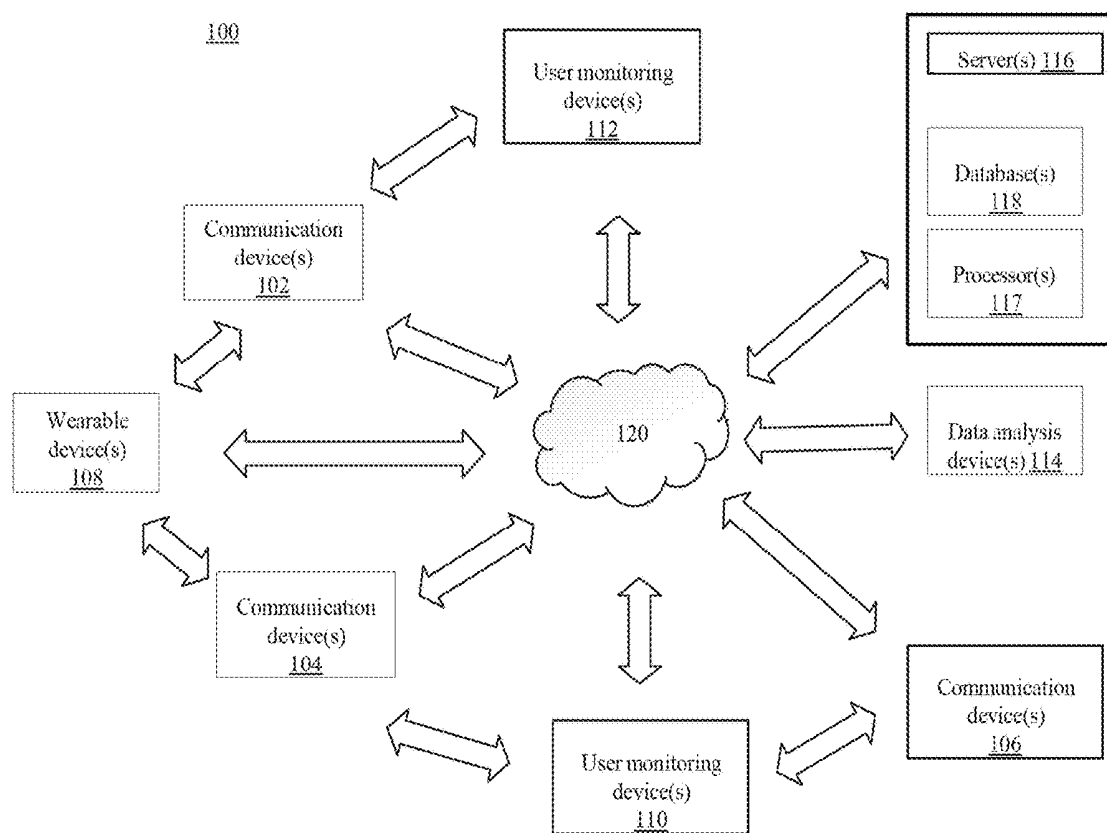 100
User monitoring
device(s)
112
Server(s) 116
Database(s)
118
Processor(s)
117
Communication
device(s)
102
Wearable
device(s)
108
120
Data analysis
device(s) 114
Communication
device(s)
104
Communication
device(s)
106
User monitoring
device(s)
110